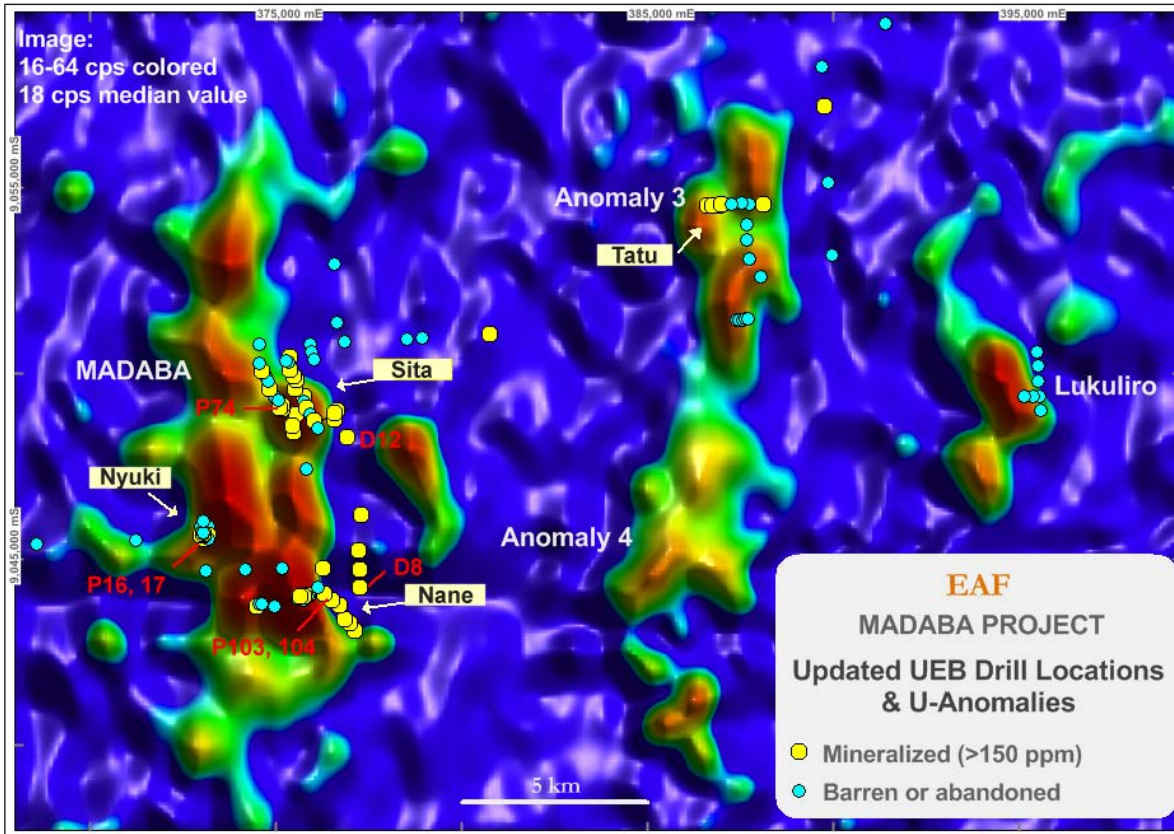 375,000 mE
385,000 mE
395,000 mE
Image:
16-64 cps colored
18 cps median value
9,055,000 mS
Anomaly 3
Tatu
MADABA
Sita
P74
D12
Lukuliro
Nyuki
9,045,000 mS
Anomaly 4
P16, 17
D8
Nane
P103, 104
5 km
EAF
MADABA PROJECT
Updated UEB Drill Locations
& U-Anomalies
Mineralized (>150 ppm)
Barren or abandoned